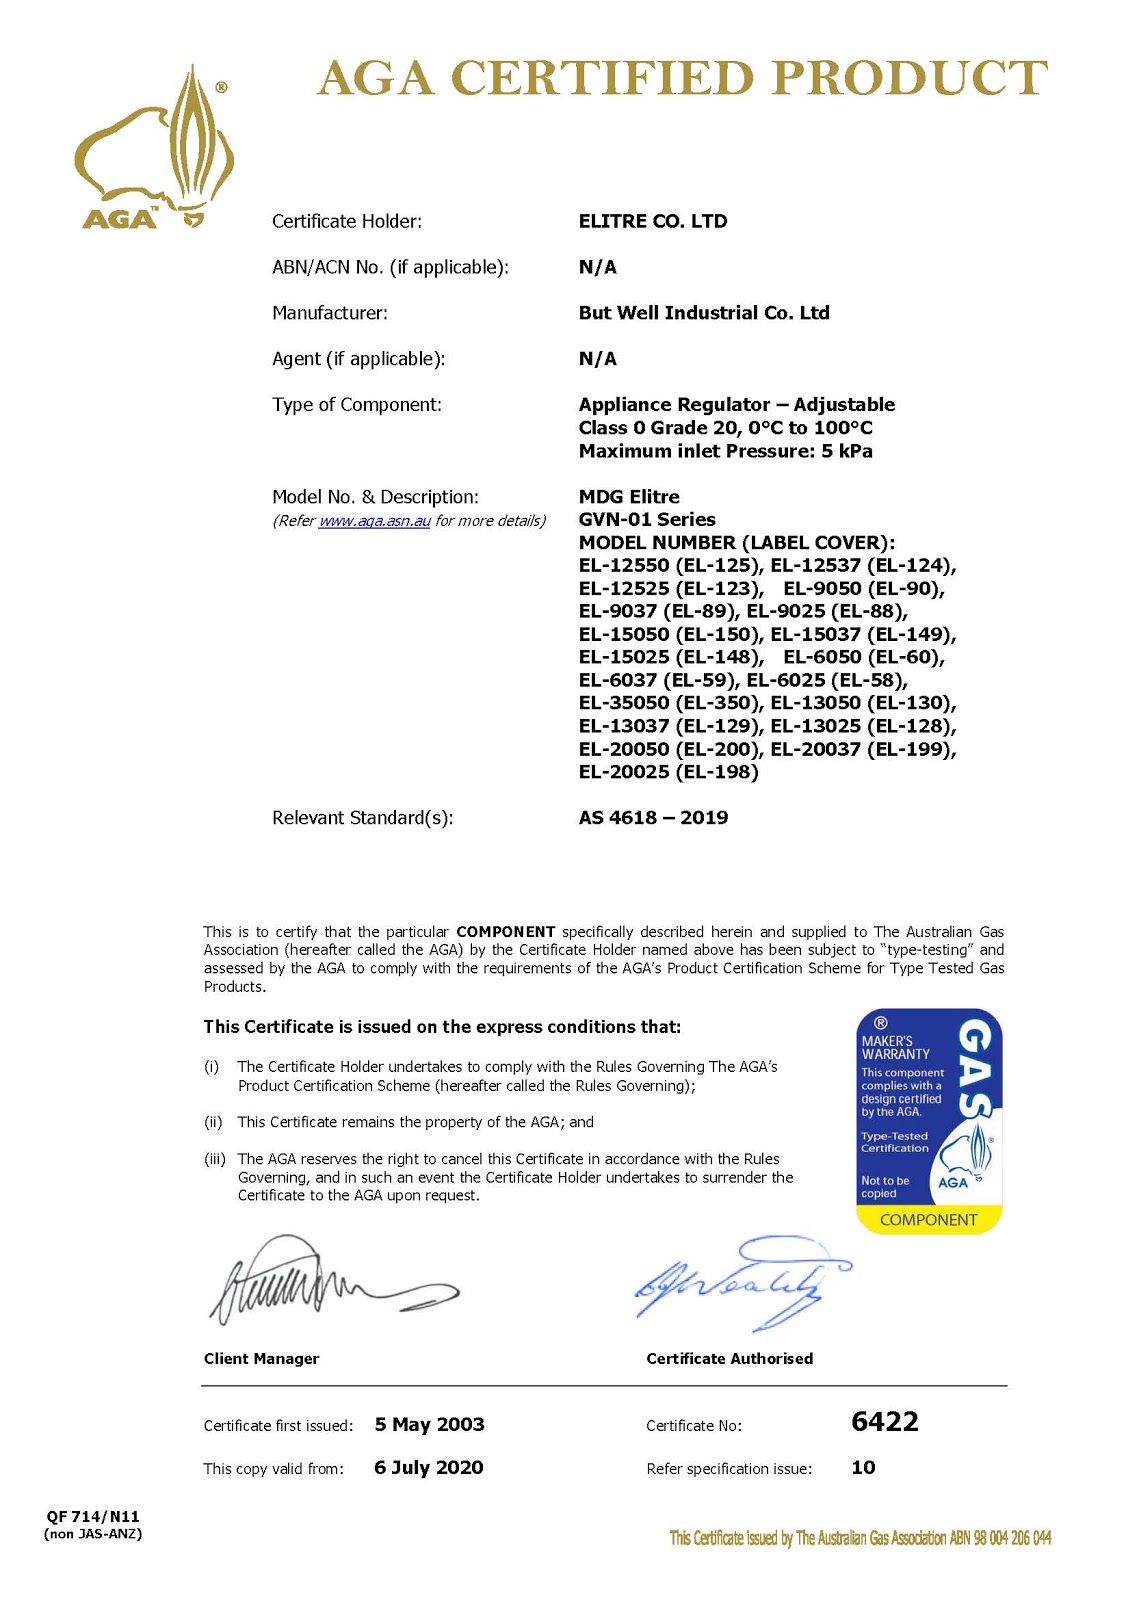 AGA CERTIFIED PRODUCT
®
AGA™
Certificate Holder: ELITRE CO. LTD
ABN/ACN No. (if applicable): N/A
Manufacturer: But Well Industrial Co. Ltd
Agent (if applicable): N/A
Type of Component: Appliance Regulator – Adjustable
Class 0 Grade 20, 0°C to 100°C
Maximum inlet Pressure: 5 kPa
Model No. & Description: MDG Elitre
(Refer www.aga.asn.au for more details) GVN-01 Series
MODEL NUMBER (LABEL COVER):
EL-12550 (EL-125), EL-12537 (EL-124),
EL-12525 (EL-123), EL-9050 (EL-90),
EL-9037 (EL-89), EL-9025 (EL-88),
EL-15050 (EL-150), EL-15037 (EL-149),
EL-15025 (EL-148), EL-6050 (EL-60),
EL-6037 (EL-59), EL-6025 (EL-58),
EL-35050 (EL-350), EL-13050 (EL-130),
EL-13037 (EL-129), EL-13025 (EL-128),
EL-20050 (EL-200), EL-20037 (EL-199),
EL-20025 (EL-198)
Relevant Standard(s): AS 4618 – 2019
This is to certify that the particular COMPONENT specifically described herein and supplied to The Australian Gas
Association (hereafter called the AGA) by the Certificate Holder named above has been subject to “type-testing” and
assessed by the AGA to comply with the requirements of the AGA’s Product Certification Scheme for Type Tested Gas
Products.
This Certificate is issued on the express conditions that:
(i) The Certificate Holder undertakes to comply with the Rules Governing The AGA’s
Product Certification Scheme (hereafter called the Rules Governing);
(ii) This Certificate remains the property of the AGA; and
(iii) The AGA reserves the right to cancel this Certificate in accordance with the Rules
Governing, and in such an event the Certificate Holder undertakes to surrender the
Certificate to the AGA upon request.
®
MAKER'S
WARRANTY
This component
complies with a
design certified
by the AGA.
Type-Tested
Certification
Not to be
copied
GAS
®
AGA
COMPONENT
Client Manager Certificate Authorised
Certificate first issued: 5 May 2003 Certificate No: 6422
This copy valid from: 6 July 2020 Refer specification issue: 10
QF 714/N11
(non JAS-ANZ)
This Certificate issued by The Australian Gas Association ABN 98 004 206 044